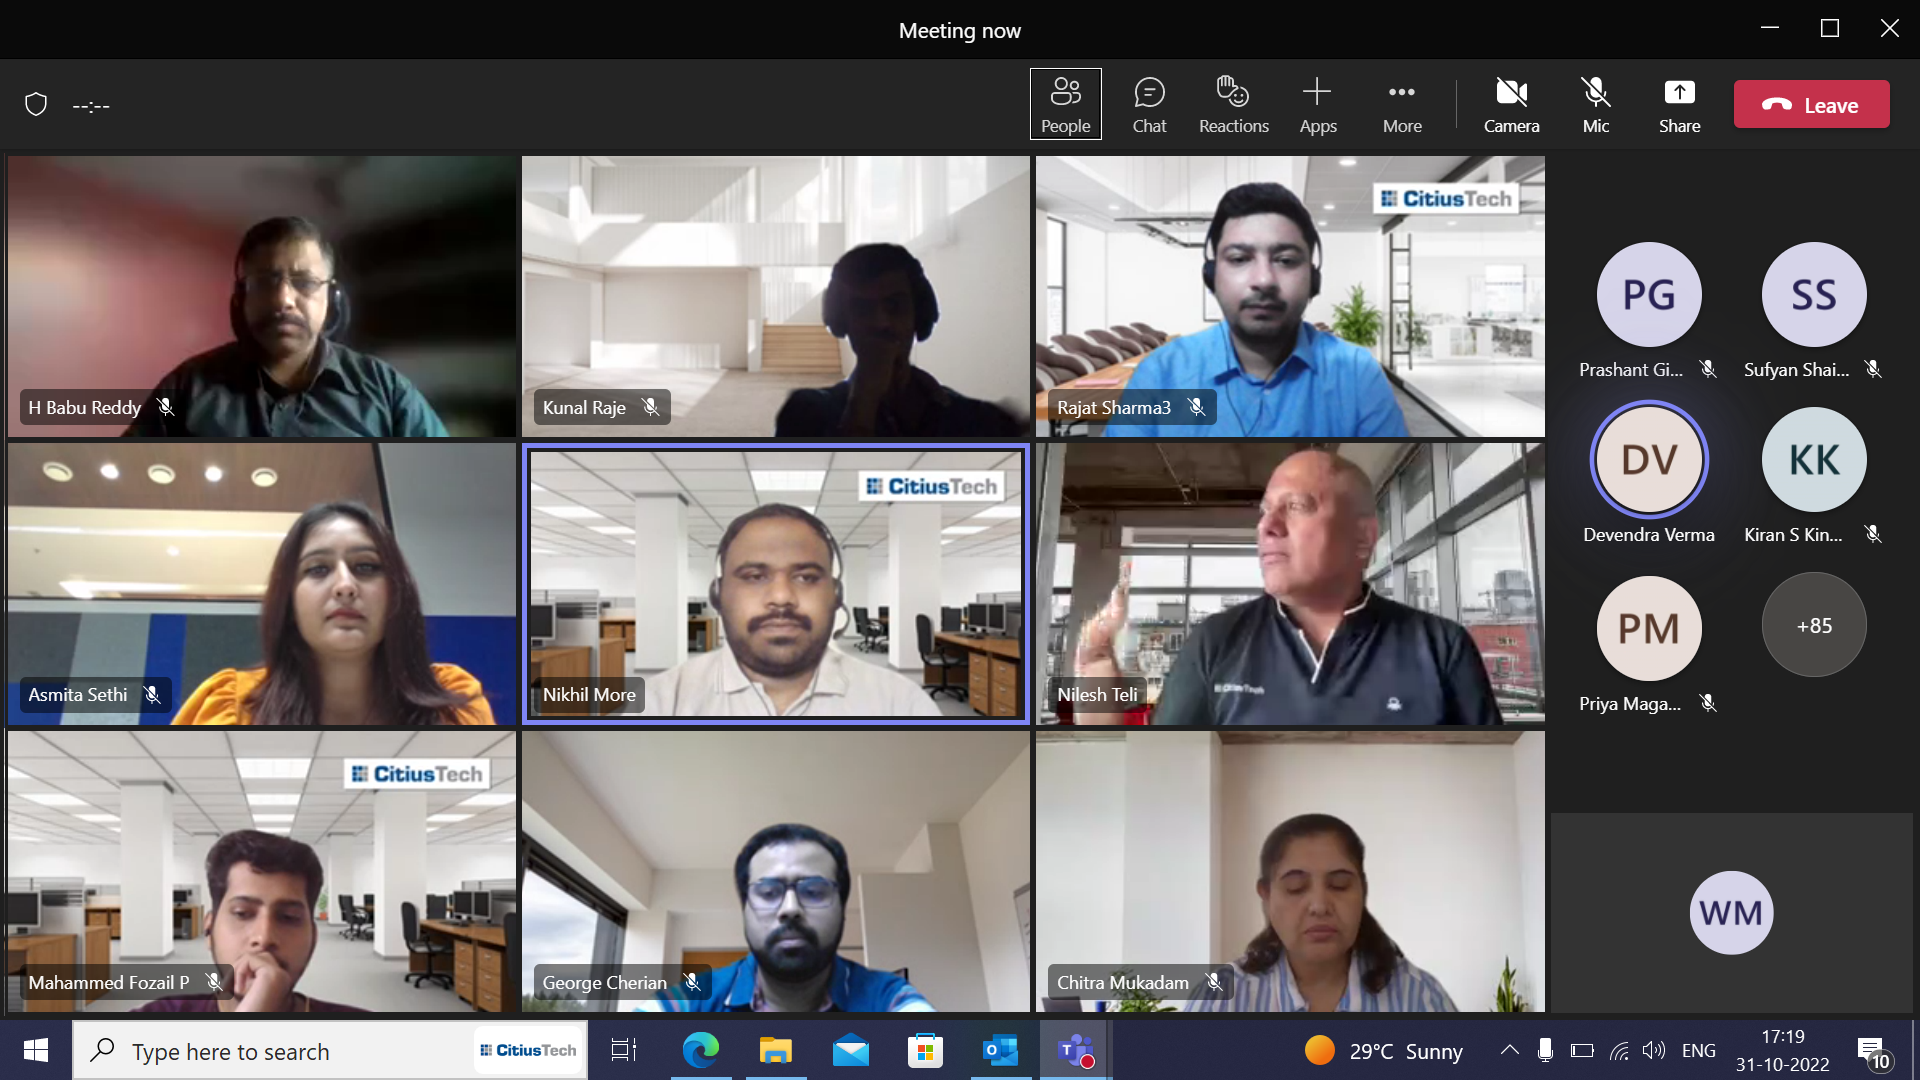 Meeting now
--:--
People
Chat
Reactions
Apps
More
Camera
Mic
Share
Leave
H Babu Reddy
Kunal Raje
CitiusTech
Rajat Sharma3
PG
Prashant Gi...
SS
Sufyan Shai...
Asmita Sethi
CitiusTech
Nikhil More
Nilesh Teli
DV
Devendra Verma
KK
Kiran S Kin...
PM
Priya Maga...
+85
CitiusTech
Mahammed Fozail P
George Cherian
Chitra Mukadam
WM
Type here to search
CitiusTech
29°C Sunny
ENG
17:19
31-10-2022
10